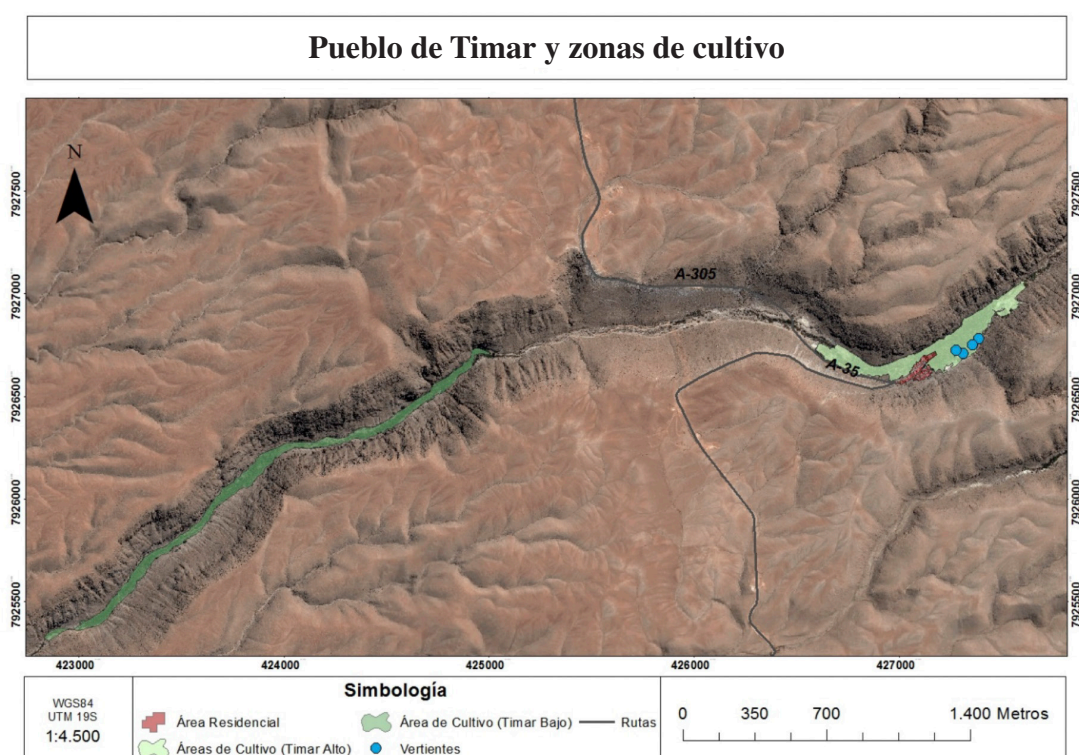 Pueblo de Timar y zonas de cultivo
N
A-305
A-35
7927500
7927000
7926500
7926000
7925500
7927500
7927000
7926500
7926000
7925500
423000 424000 425000 426000 427000
Simbología
WGS84
UTM 19S
1:4.500
Área Residencial
Área de Cultivo (Timar Bajo)
Rutas
Áreas de Cultivo (Timar Alto)
Vertientes
0 350 700 1.400 Metros